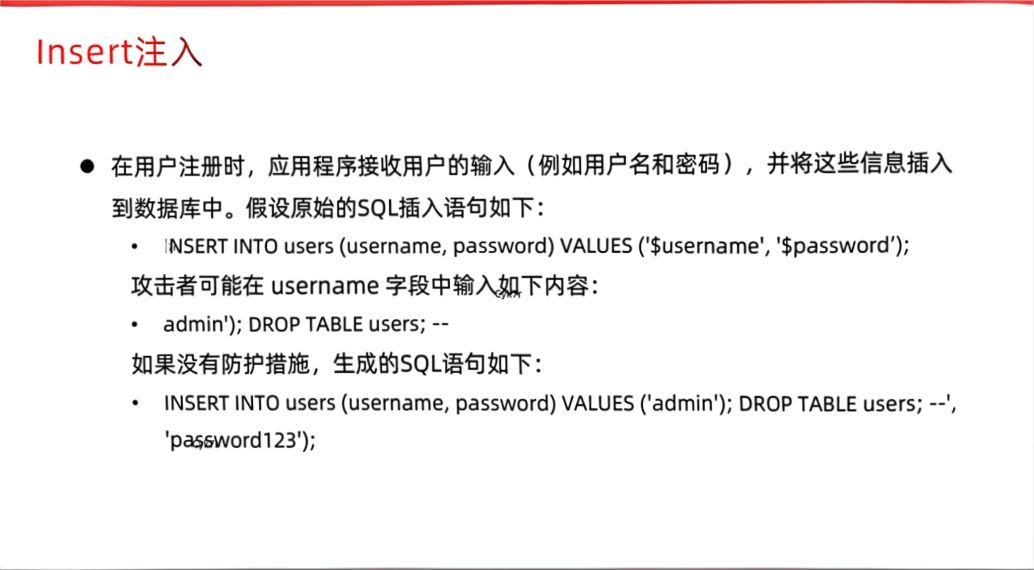 Insert注入
● 在用户注册时，应用程序接收用户的输入（例如用户名和密码），并将这些信息插入
到数据库中。假设原始的SQL插入语句如下：
• INSERT INTO users (username, password) VALUES ('$username', '$password’);
攻击者可能在 username 字段中输入如下内容：
• admin'); DROP TABLE users; --
如果没有防护措施，生成的SQL语句如下：
• INSERT INTO users (username, password) VALUES ('admin'); DROP TABLE users; --',
'password123');